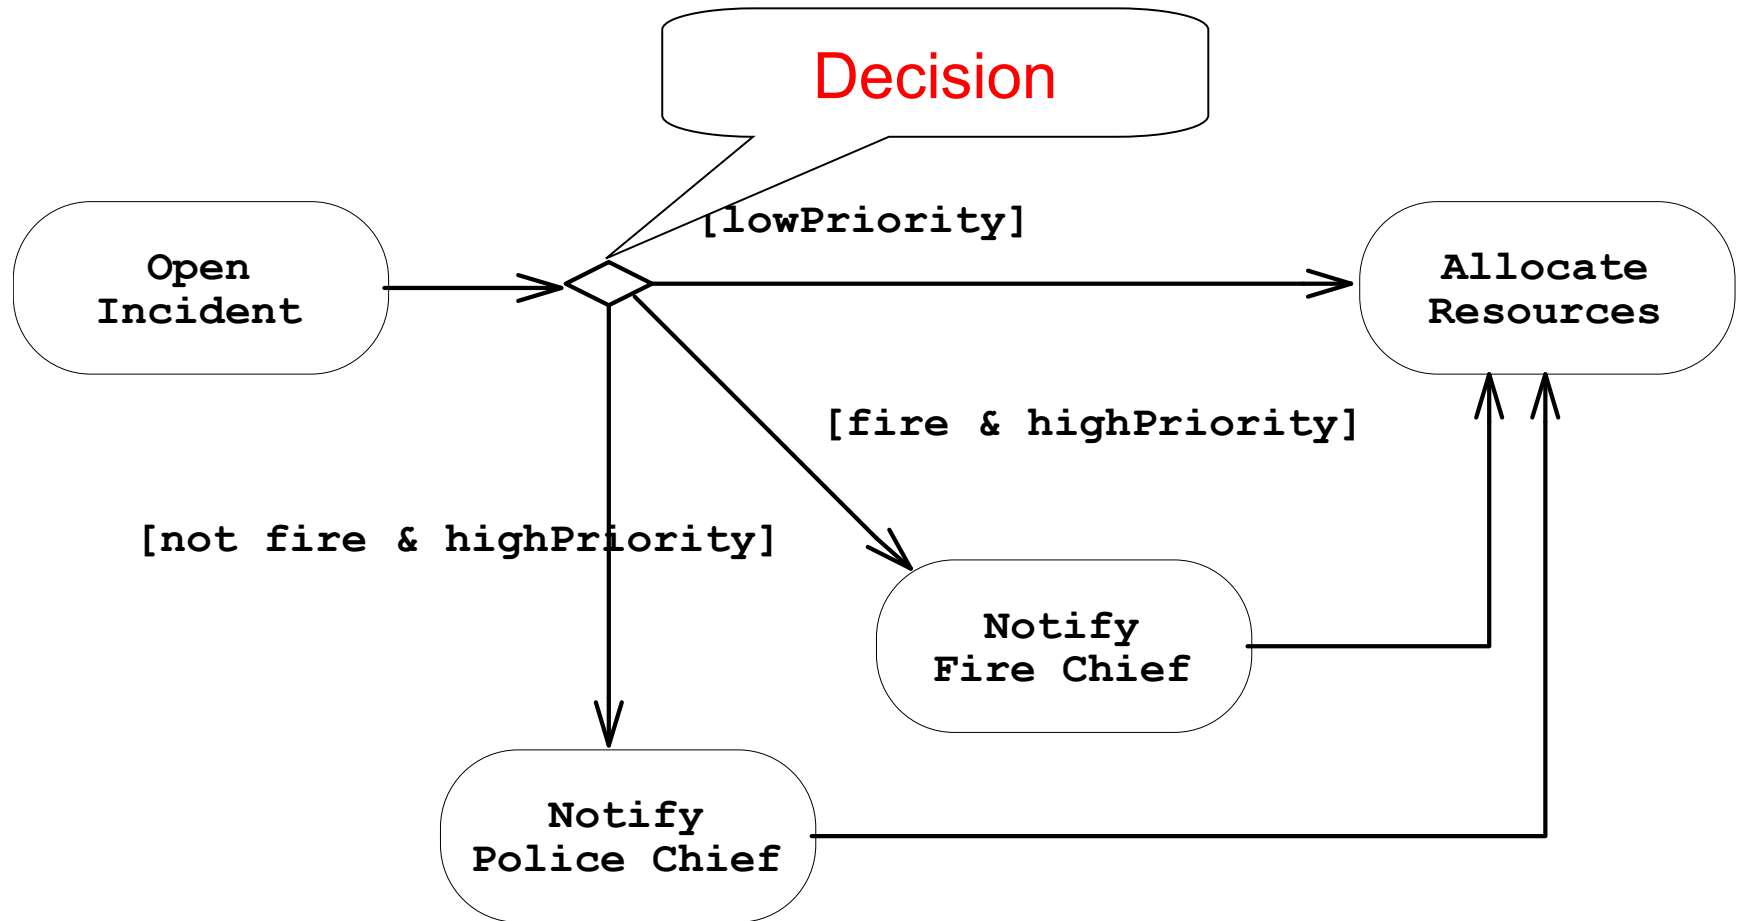 Decision
[lowPriority]
Open
Incident
Allocate
Resources
[fire & highPriority]
[not fire & highPriority]
Notify
Fire Chief
Notify
Police Chief